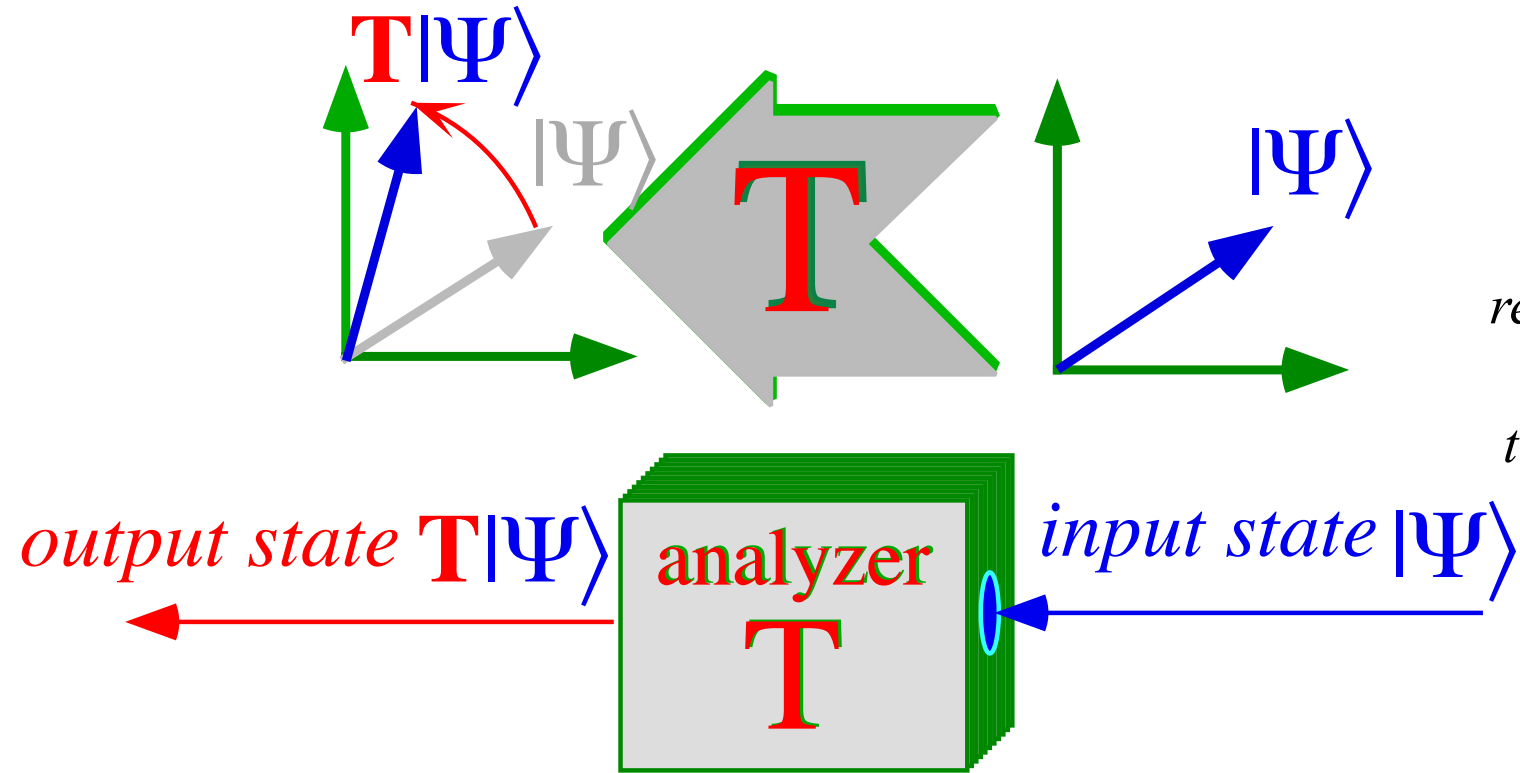 T|Ψ⟩
|Ψ⟩
T
|Ψ⟩
output state T|Ψ⟩
analyzer
T
input state |Ψ⟩